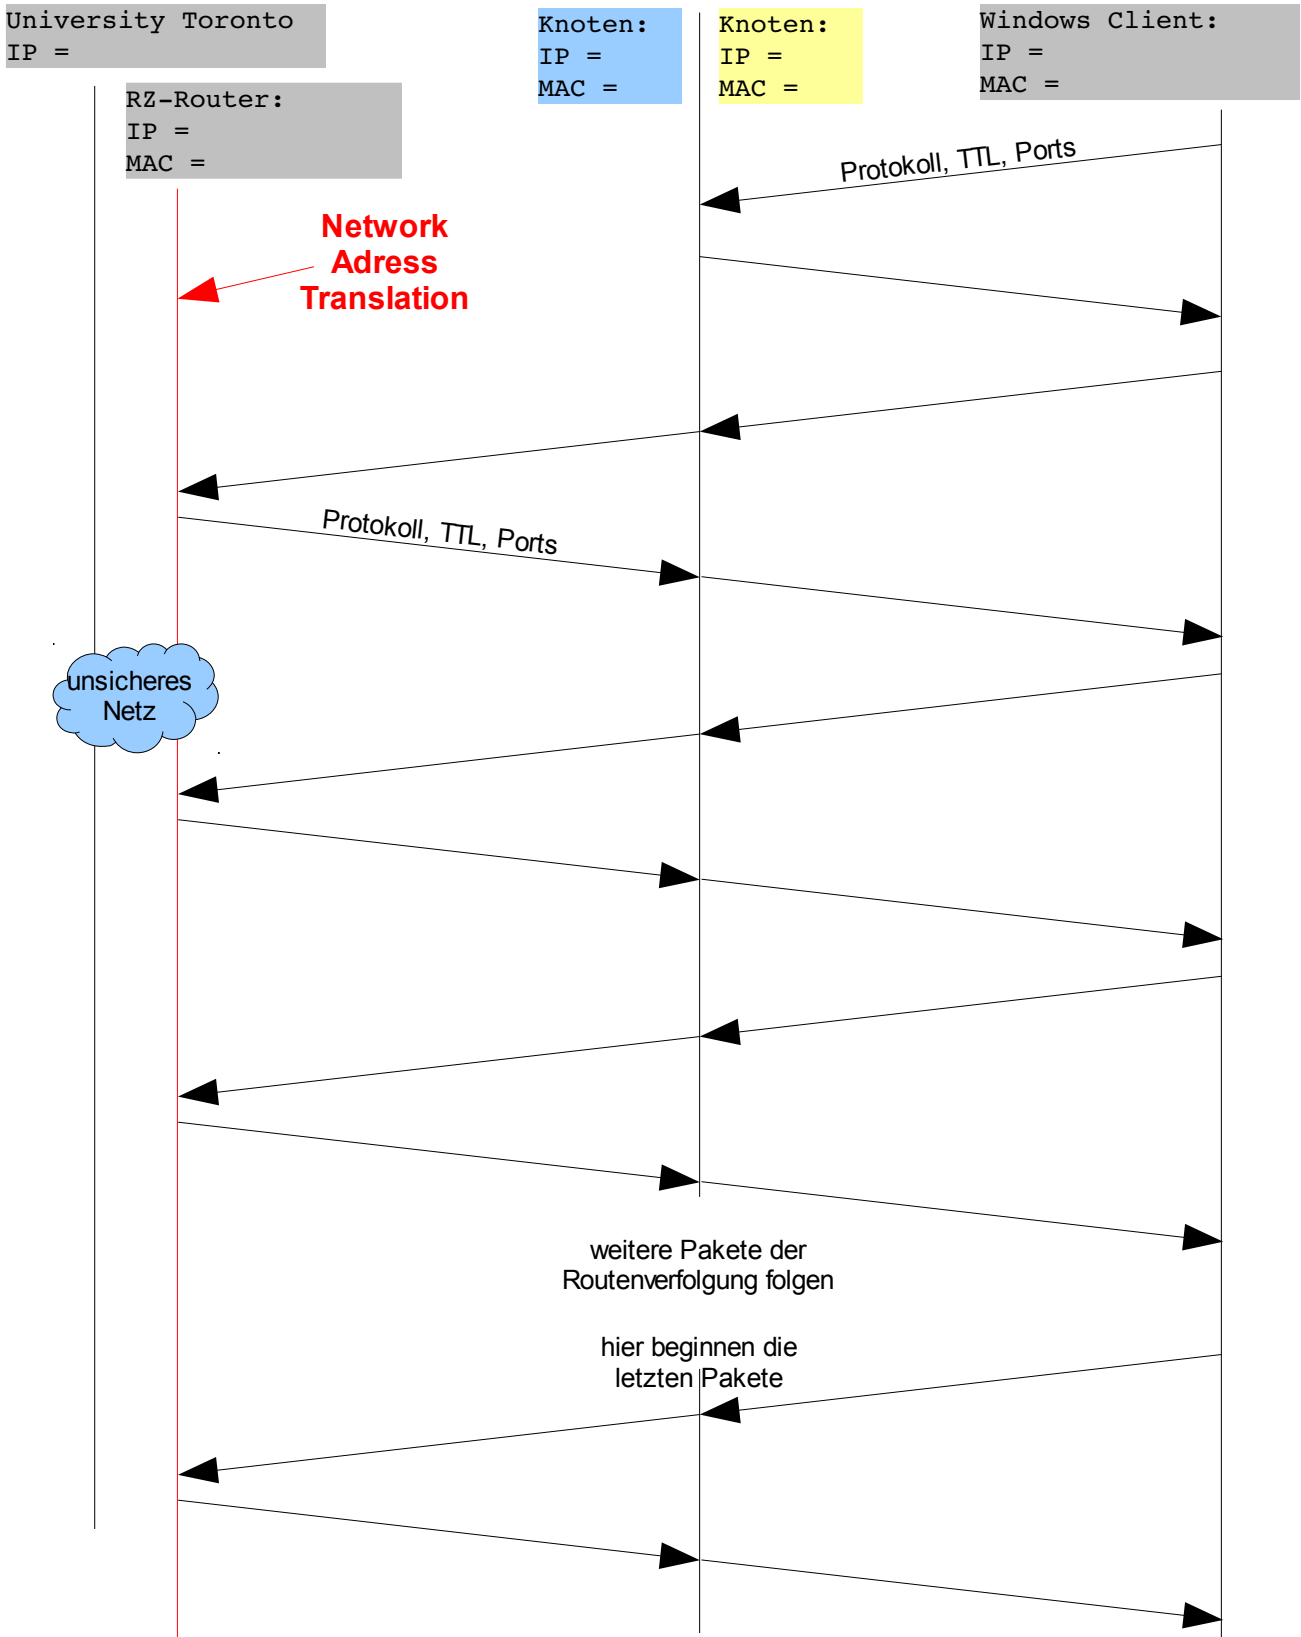 University Toronto
IP =
RZ-Router:
IP =
MAC =
Knoten:
IP =
MAC =
Knoten:
IP =
MAC =
Windows Client:
IP =
MAC =
Protokoll, TTL, Ports
Network
Adress
Translation
Protokoll, TTL, Ports
unsicheres
Netz
weitere Pakete der
Routenverfolgung folgen
hier beginnen die
letzten Pakete